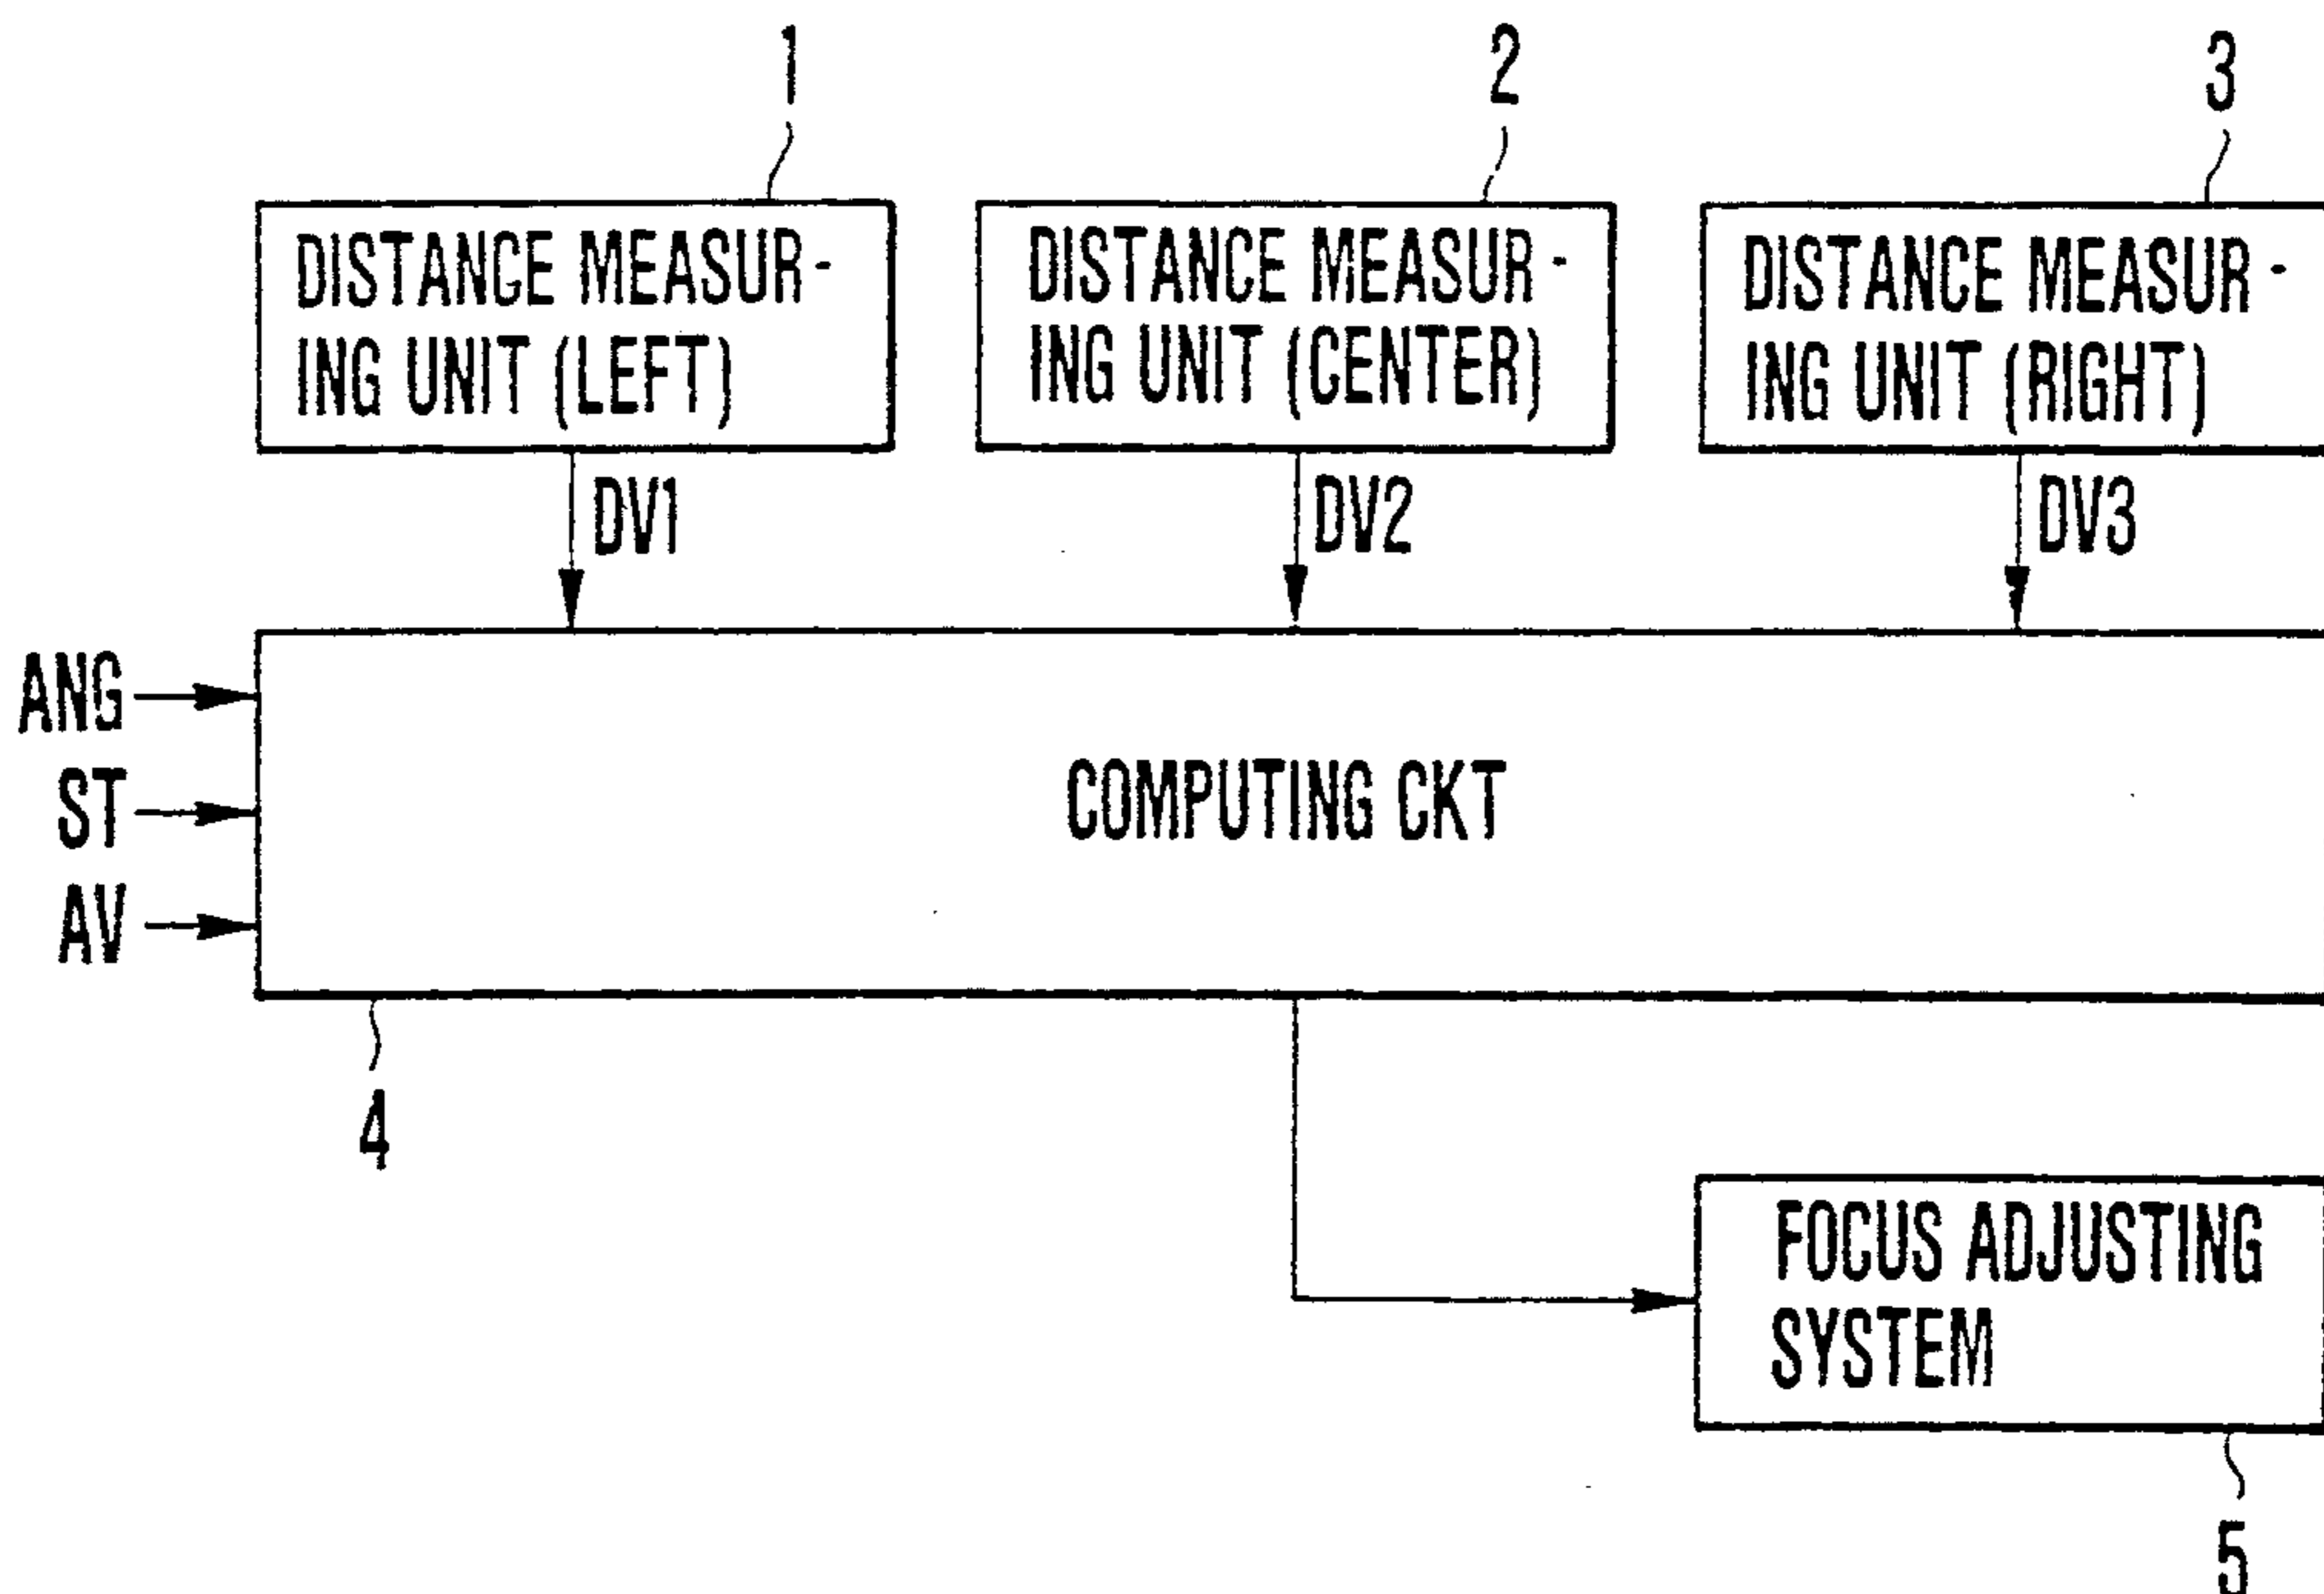 1
2
3
DISTANCE MEASUR-
ING UNIT (LEFT)
DISTANCE MEASUR-
ING UNIT (CENTER)
DISTANCE MEASUR-
ING UNIT (RIGHT)
DV1
DV2
DV3
ANG
ST
AV
COMPUTING CKT
4
FOCUS ADJUSTING
SYSTEM
5